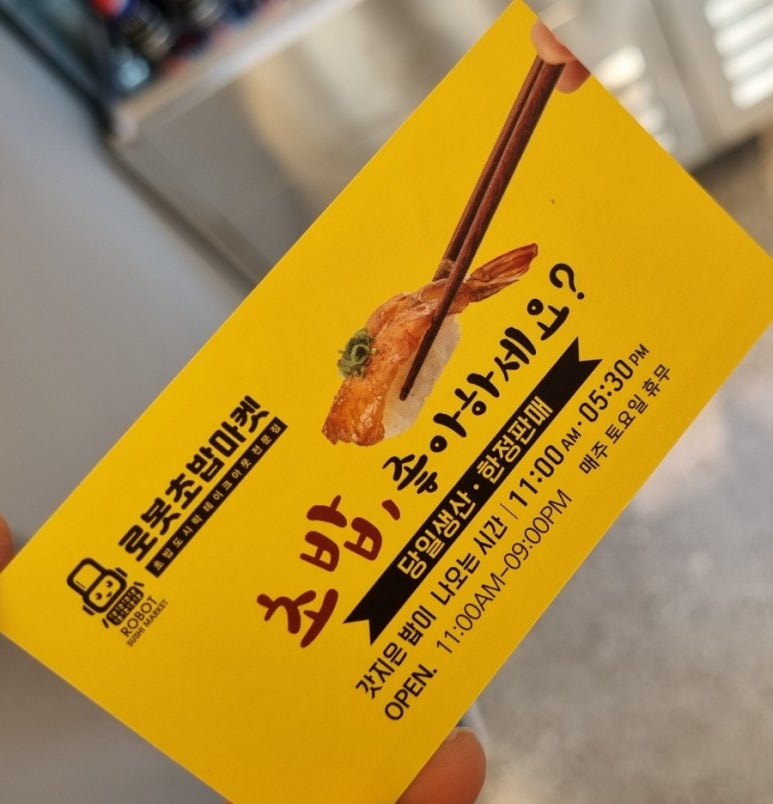 로봇초밥마켓
초밥도시락 테이크아웃 전문점
ROBOT
SUSHI MARKET
초밥, 좋아하세요?
당일생산·한정판매
갓지은 밥이 나오는 시간 | 11:00 AM · 05:30 PM
OPEN. 11:00AM-09:00PM 매주 토요일 휴무